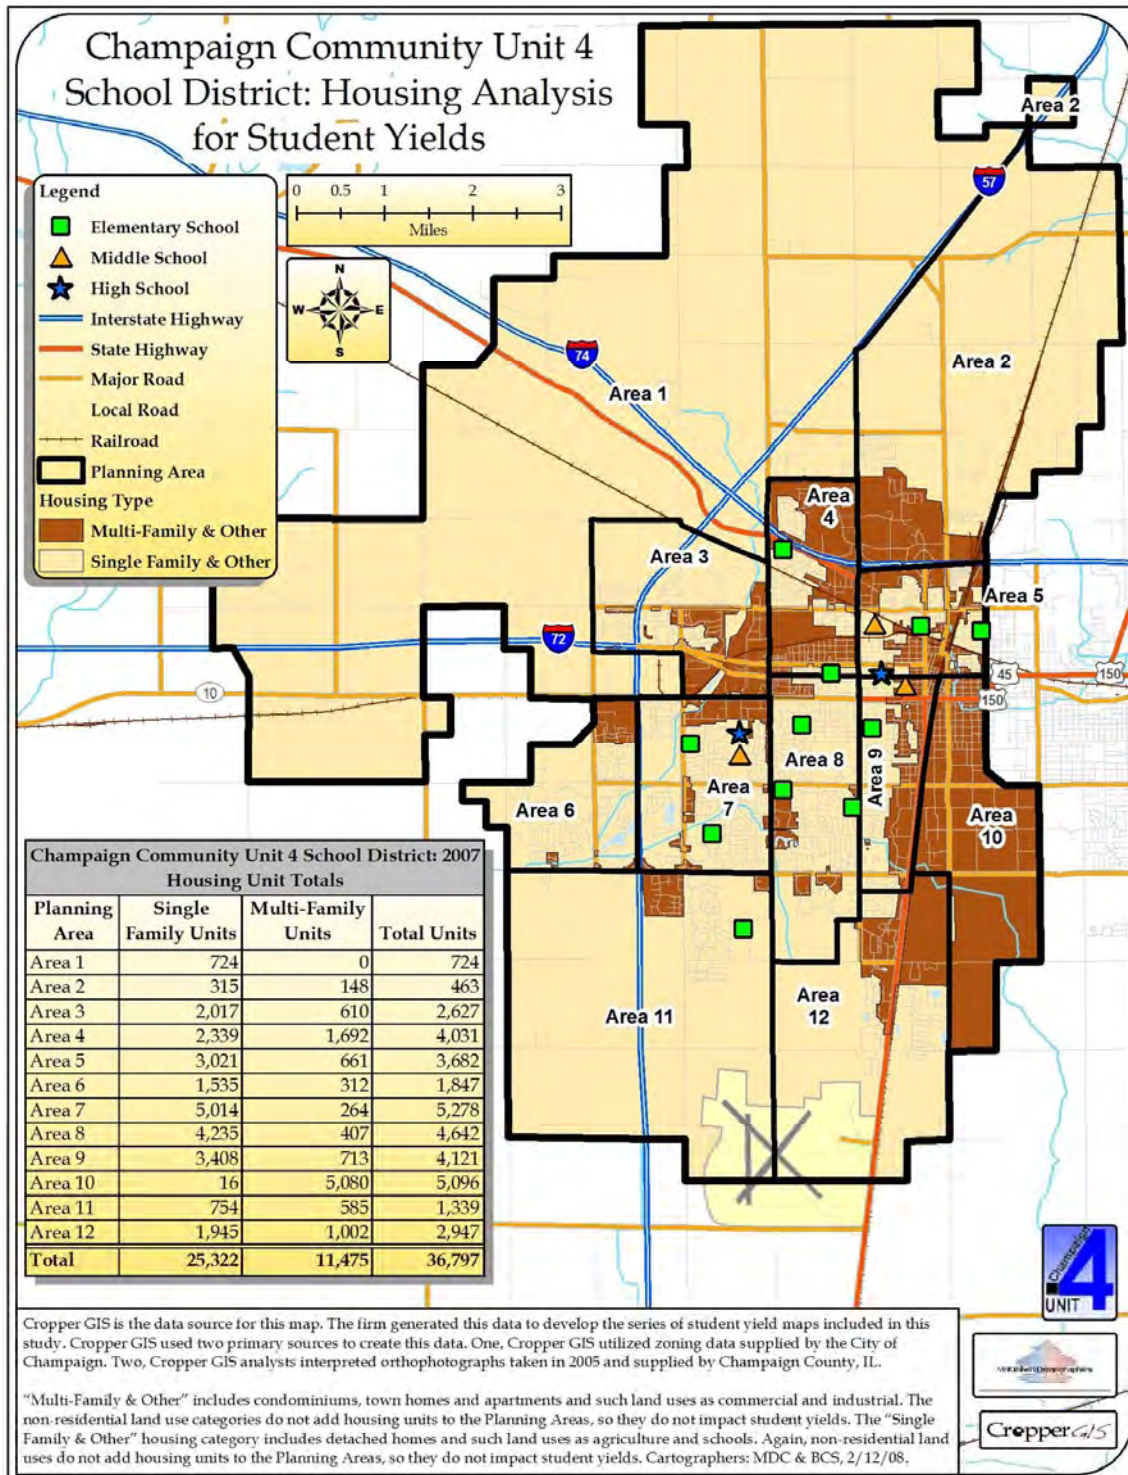 Champaign Community Unit 4
School District: Housing Analysis
for Student Yields
Legend
Elementary School
Middle School
High School
Interstate Highway
State Highway
Major Road
Local Road
Railroad
Planning Area
Housing Type
Multi-Family & Other
Single Family & Other
0 0.5 1 2 3
Miles
N
W E
S
Area 2
57
74
Area 1
Area 2
Area
4
Area 3
Area 5
72
10
45
150
150
Area 6
Area
7
Area 8
Area 9
Area
10
Area 11
Area
12
Champaign Community Unit 4 School District: 2007
Housing Unit Totals
Planning Area Single Family Units Multi-Family Units Total Units
Area 1 724 0 724
Area 2 315 148 463
Area 3 2,017 610 2,627
Area 4 2,339 1,692 4,031
Area 5 3,021 661 3,682
Area 6 1,535 312 1,847
Area 7 5,014 264 5,278
Area 8 4,235 407 4,642
Area 9 3,408 713 4,121
Area 10 16 5,080 5,096
Area 11 754 585 1,339
Area 12 1,945 1,002 2,947
Total 25,322 11,475 36,797
Champaign
4
UNIT
Cropper GIS is the data source for this map. The firm generated this data to develop the series of student yield maps included in this
study. Cropper GIS used two primary sources to create this data. One, Cropper GIS utilized zoning data supplied by the City of
Champaign. Two, Cropper GIS analysts interpreted orthophotographs taken in 2005 and supplied by Champaign County, IL.
"Multi-Family & Other" includes condominiums, town homes and apartments and such land uses as commercial and industrial. The
non-residential land use categories do not add housing units to the Planning Areas, so they do not impact student yields. The "Single
Family & Other" housing category includes detached homes and such land uses as agriculture and schools. Again, non-residential land
uses do not add housing units to the Planning Areas, so they do not impact student yields. Cartographers: MDC & BCS, 2/12/08.
Cropper GIS